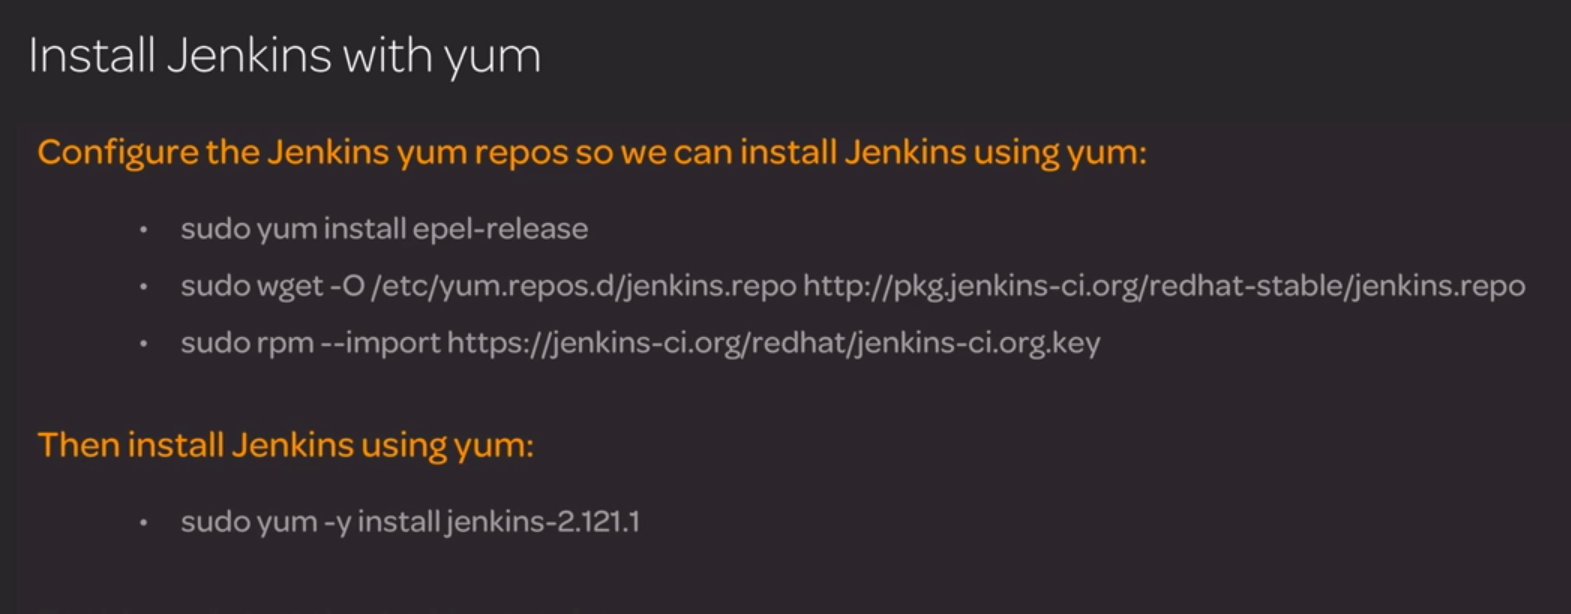 Install Jenkins with yum
Configure the Jenkins yum repos so we can install Jenkins using yum:
• sudo yum install epel-release
• sudo wget -O /etc/yum.repos.d/jenkins.repo http://pkg.jenkins-ci.org/redhat-stable/jenkins.repo
• sudo rpm --import https://jenkins-ci.org/redhat/jenkins-ci.org.key
Then install Jenkins using yum:
• sudo yum -y install jenkins-2.121.1